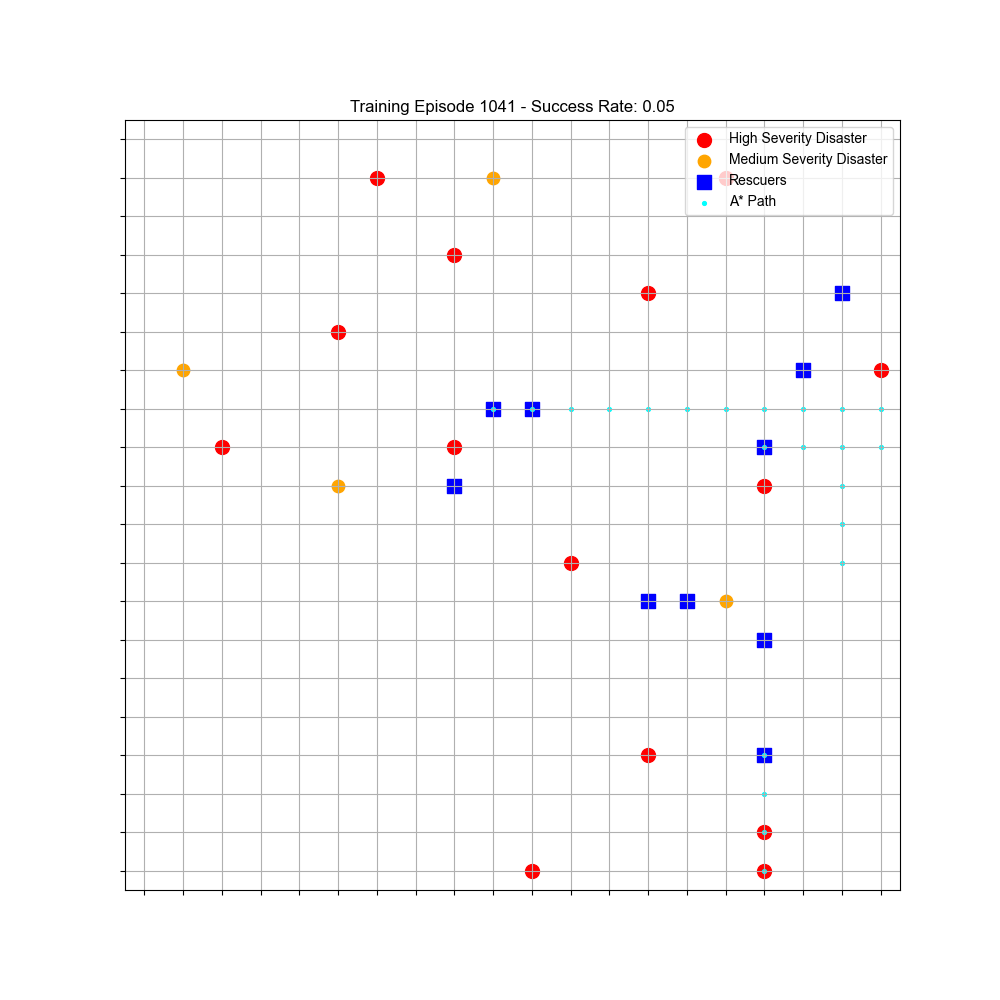 Training Episode 1041 - Success Rate: 0.05
High Severity Disaster
Medium Severity Disaster
Rescuers
A* Path